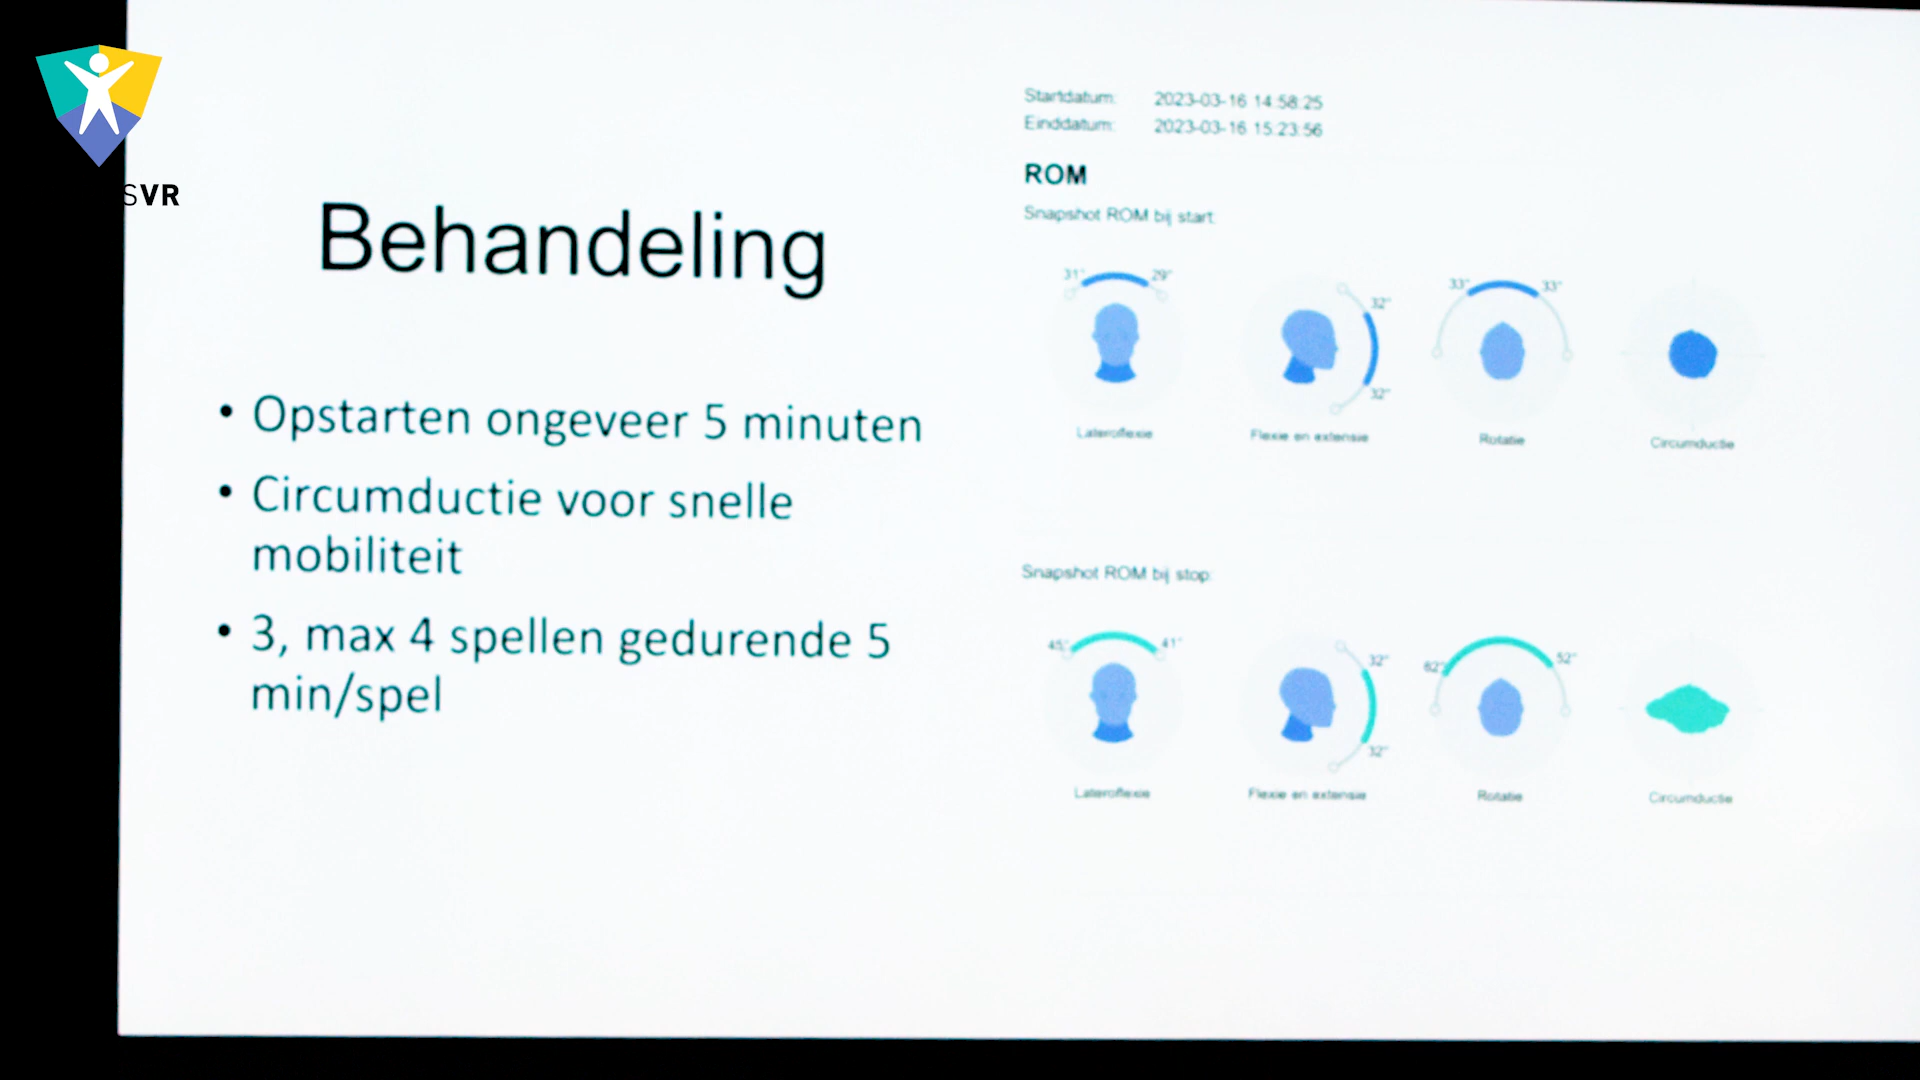 SVR
Behandeling
• Opstarten ongeveer 5 minuten
• Circumductie voor snelle
mobiliteit
• 3, max 4 spellen gedurende 5
min/spel
Startdatum: 2023-03-16 14:58:25
Einddatum: 2023-03-16 15:23:56
ROM
Snapshot ROM bij start:
31° 29° 32° 33° 33°
32°
Lateroflexie Flexie en extensie Rotatie Circumductie
Snapshot ROM bij stop:
45° 41° 32° 62° 52°
32°
Lateroflexie Flexie en extensie Rotatie Circumductie